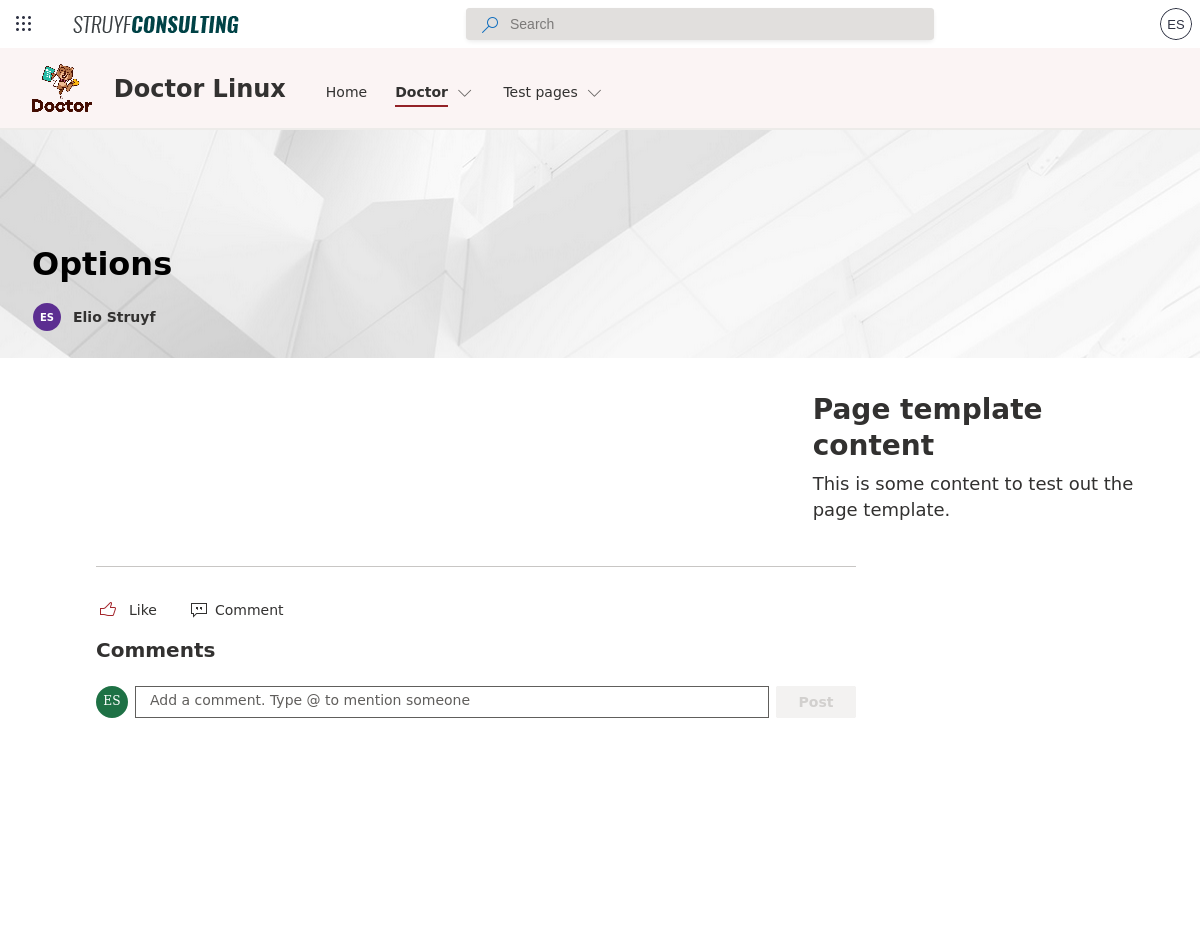 STRUYFCONSULTING
Search
ES
Doctor
Doctor Linux
Home
Doctor
Test pages
Options
ES
Elio Struyf
Page template
content
This is some content to test out the
page template.
Like
Comment
Comments
ES
Add a comment. Type @ to mention someone
Post